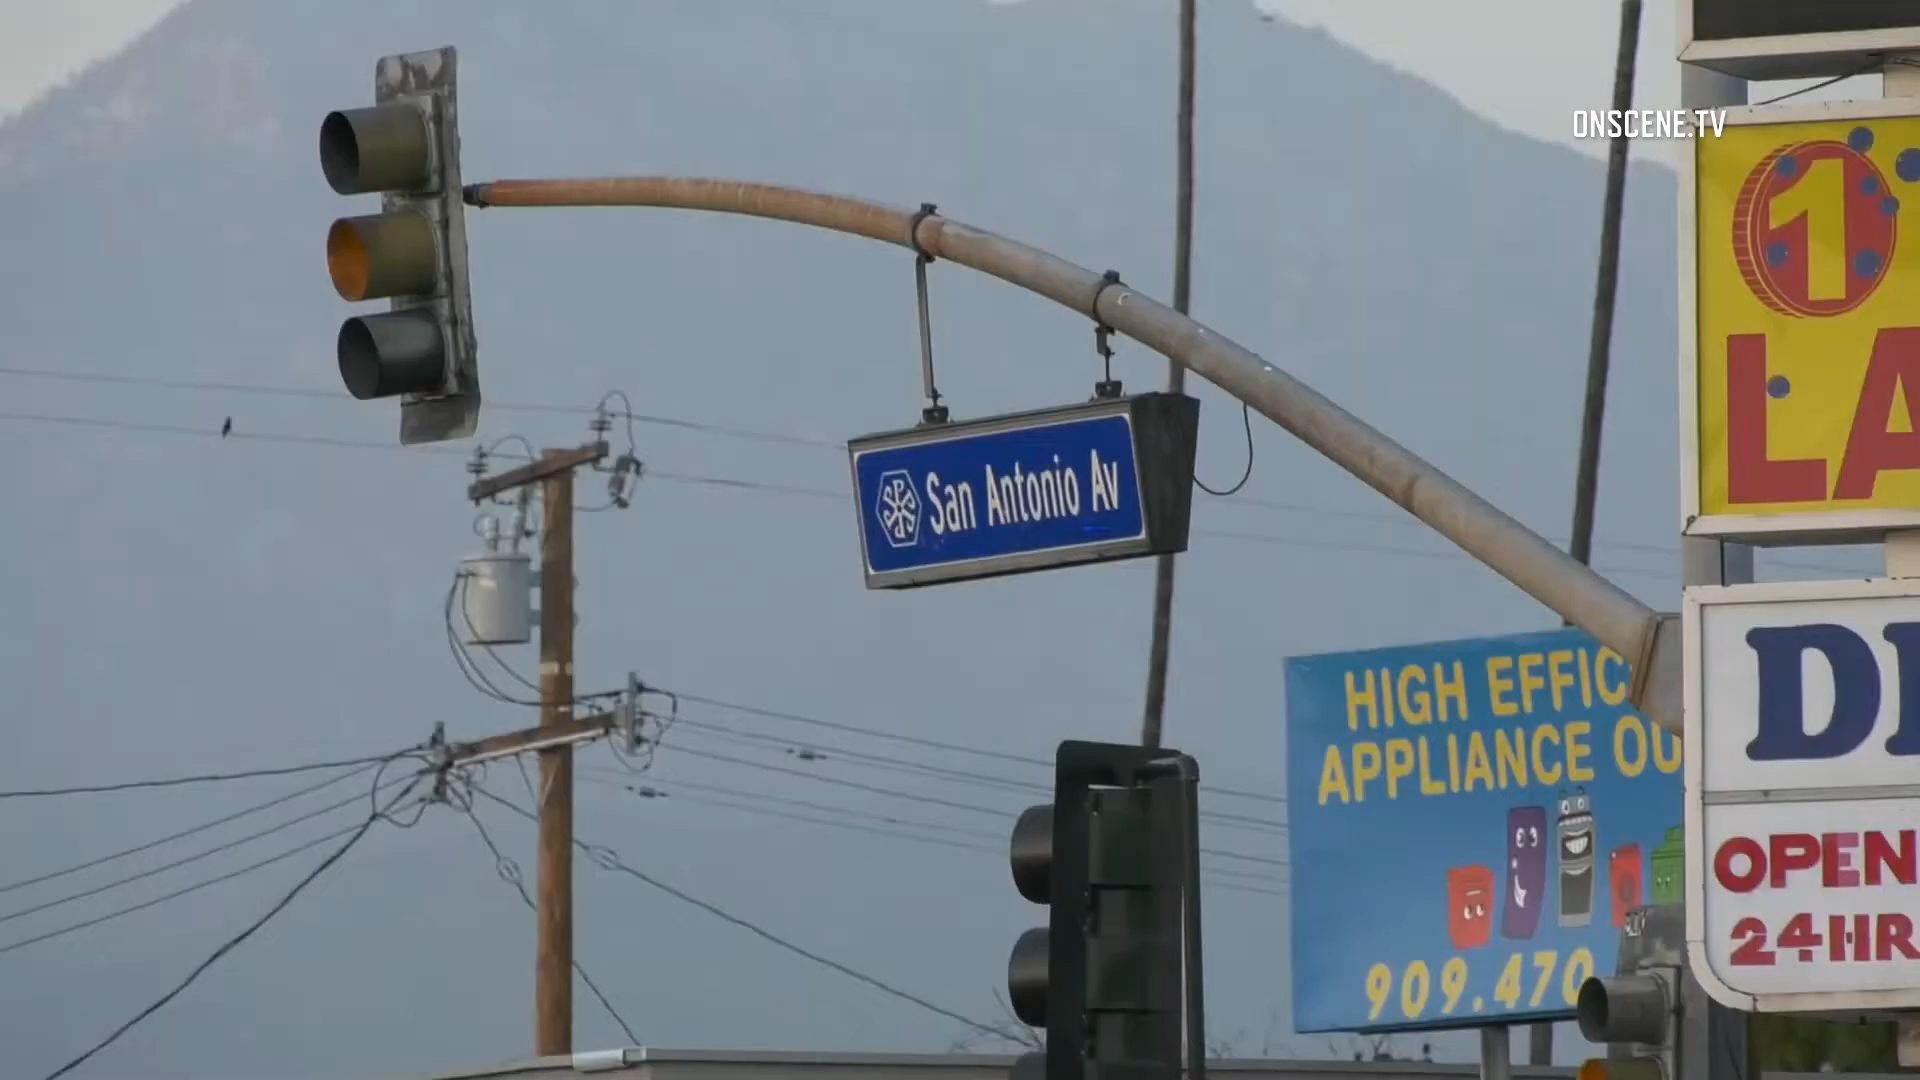 ONSCENE.TV
1
LA
San Antonio Av
HIGH EFFIC
APPLIANCE OU
909.470
D
OPEN
24HR